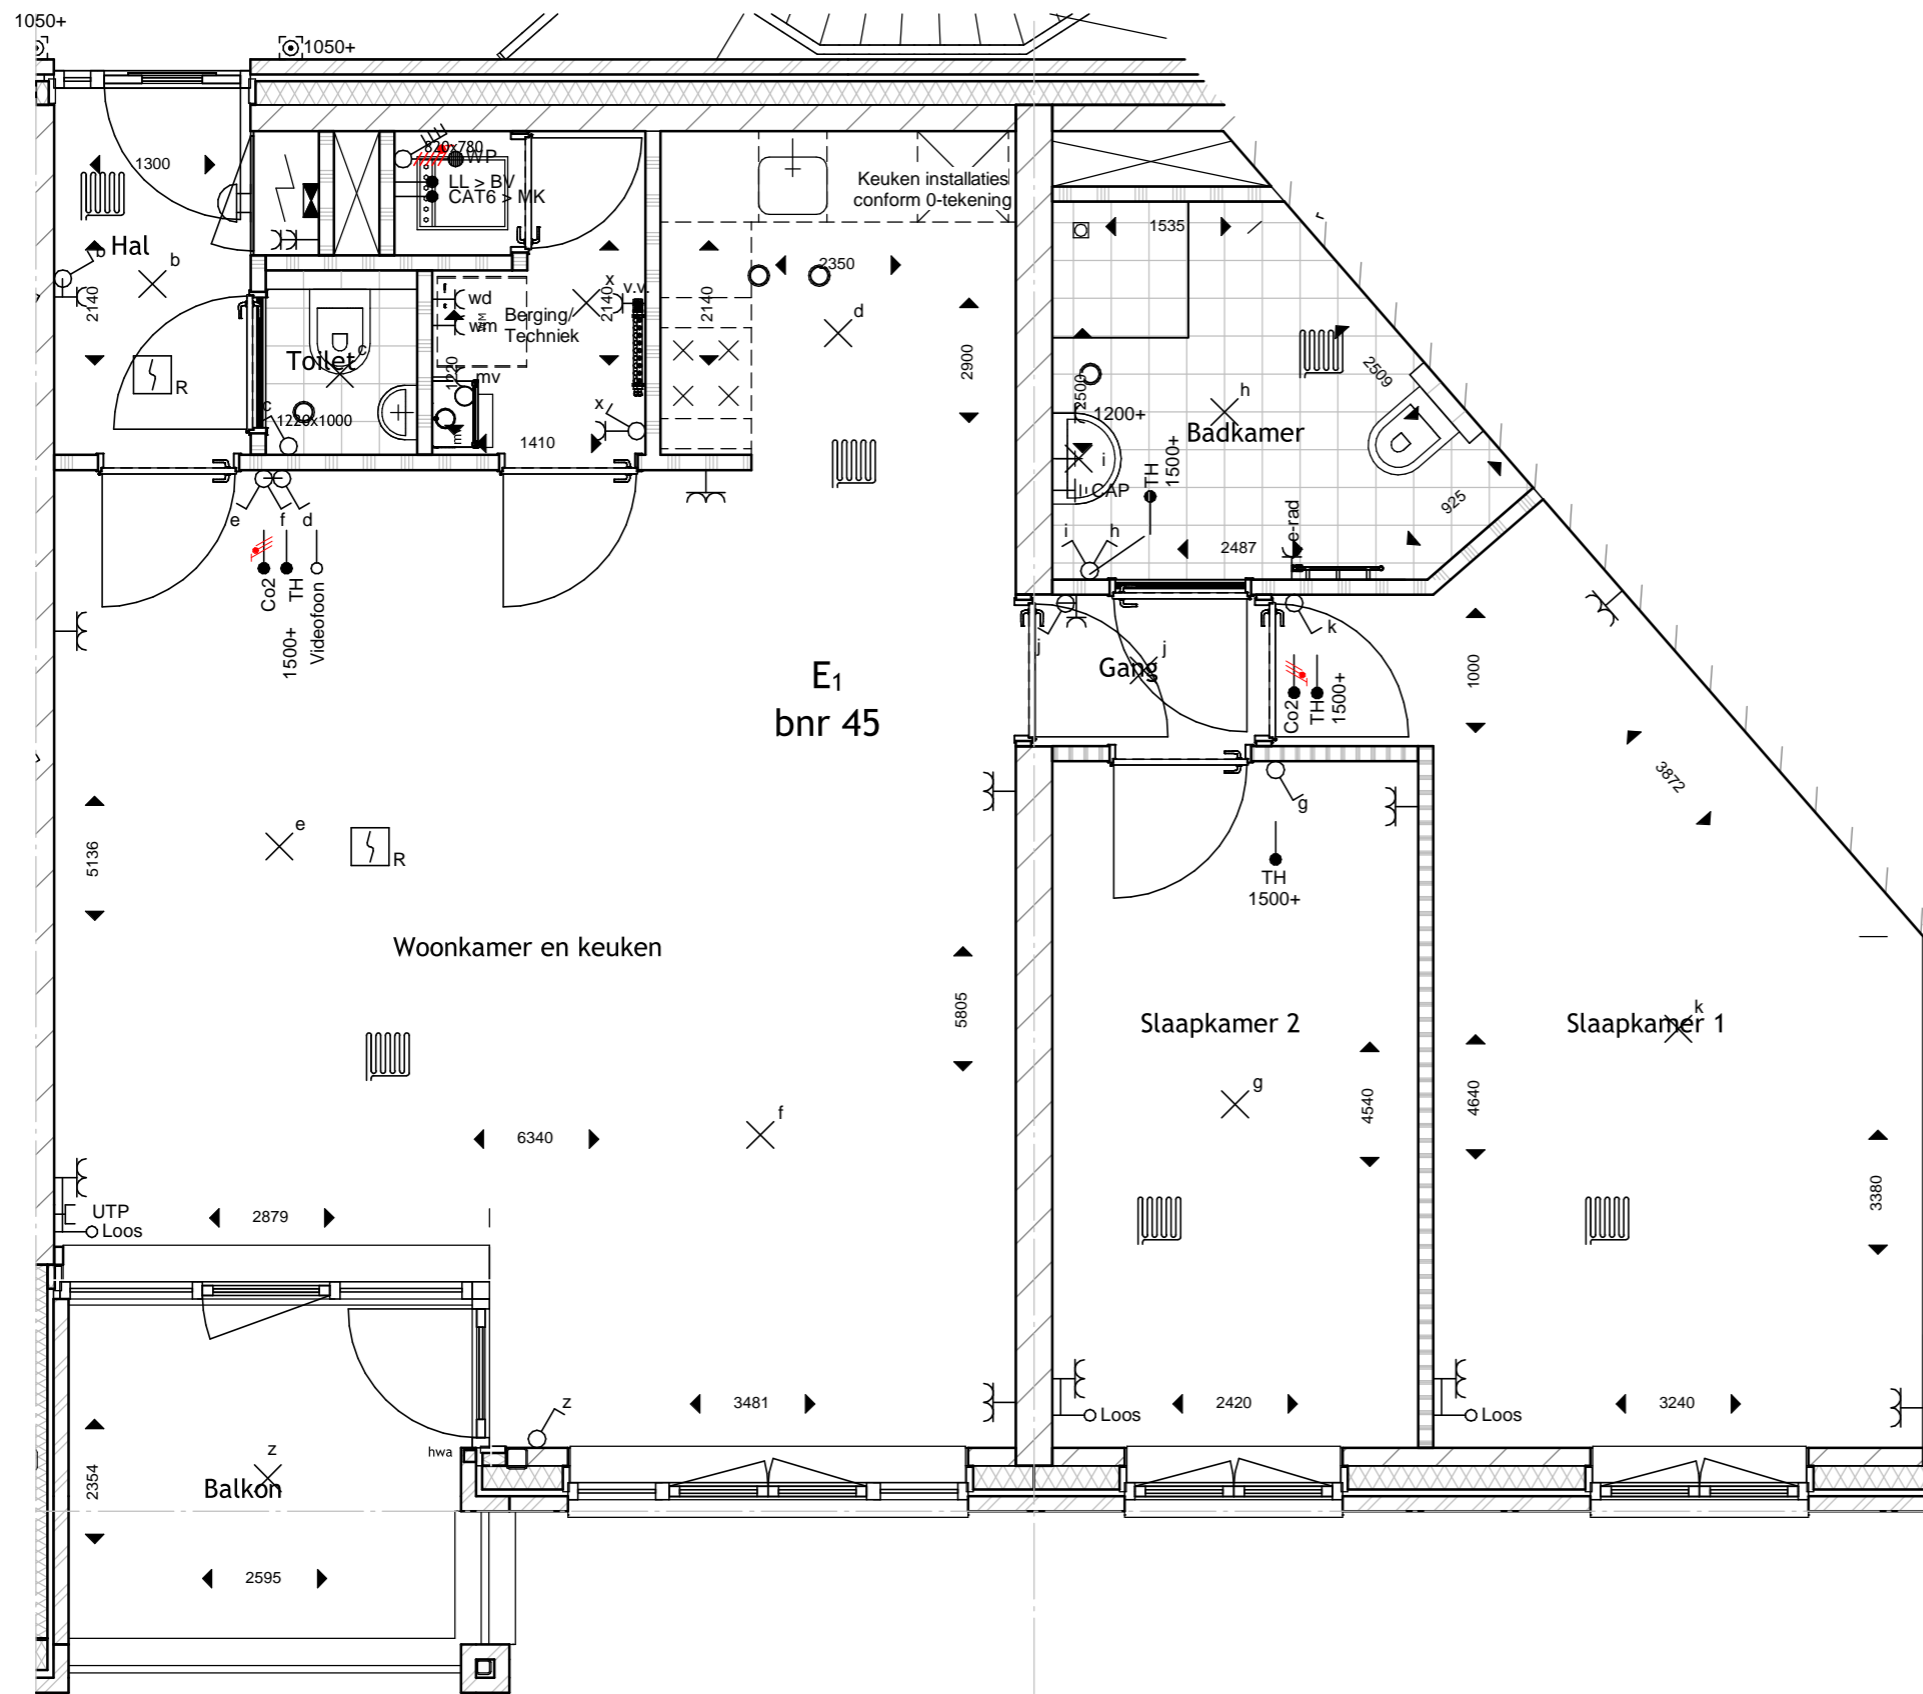 1050+
1050+
1300
820x780
WP
LL > BV
CAT6 > MK
Keuken installaties
conform 0-tekening
1535
r
Hal
b
b
2140
x
v.v.
2140
2140
2350
d
wd
wm
Berging/
Techniek
2900
Toilet
c
R
c
1220x1000
1220
mv
x
1410
h
2509
2500
1200+
Badkamer
i
TH
1500+
CAP
925
e
f
d
Co2
TH
1500+
Videofoon
i
h
2487
e-rad
j
Gang
j
k
Co2
TH
1500+
1000
E1
bnr 45
3872
g
TH
1500+
5136
e
R
Woonkamer en keuken
5805
Slaapkamer 2
Slaapkamer 1
k
g
4540
4640
3380
6340
f
UTP
Loos
2879
z
3481
2420
3240
Loos
Loos
hwa
z
Balkon
2354
2595